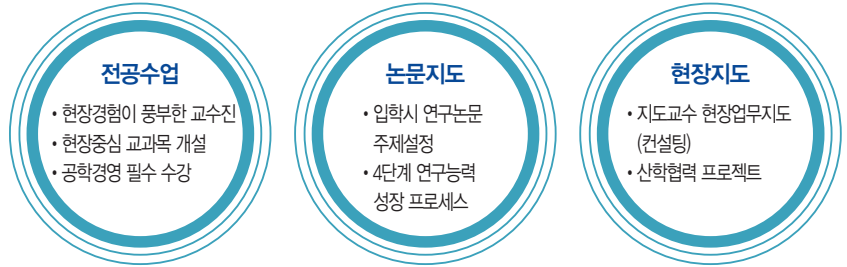 전공수업
• 현장경험이 풍부한 교수진
• 현장중심 교과목 개설
• 공학경영 필수 수강
논문지도
• 입학시 연구논문
주제설정
• 4단계 연구능력
성장 프로세스
현장지도
• 지도교수 현장업무지도
(컨설팅)
• 산학협력 프로젝트